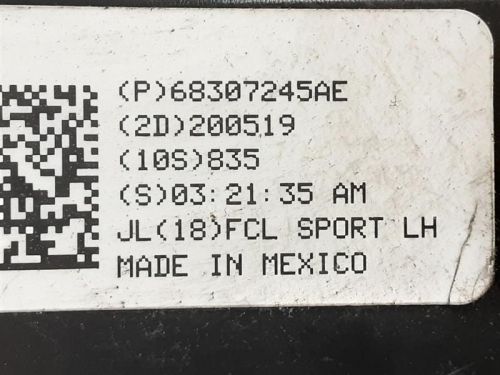 (P)68307245AE
(2D)200519
(10S)835
(S)03:21:35 AM
JL(18)FCL SPORT LH
MADE IN MEXICO